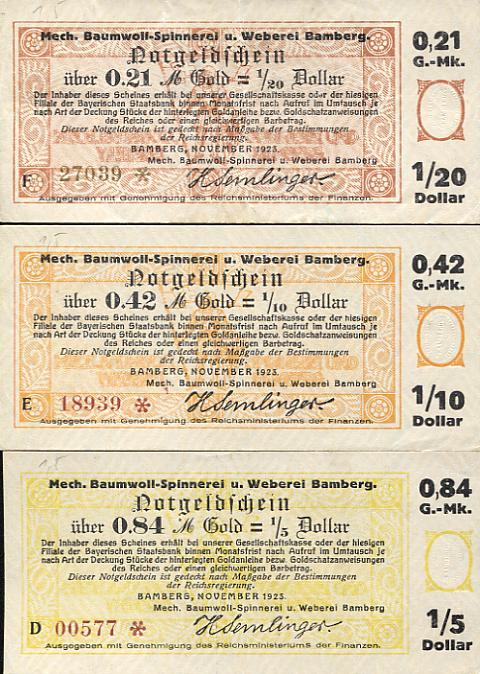 Mech. Baumwoll-Spinnerei u. Weberei Bamberg.
Notgeldschein
über 0.21 M Gold = 1/20 Dollar
Der Inhaber dieses Scheines erhält bei unserer Gesellschaftskasse oder der hiesigen
Filiale der Bayerischen Staatsbank binnen Monatsfrist nach Aufruf im Umtausch je
nach Art der Deckung Stücke der hinterlegten Goldanleihe bezw. Goldschatzanweisungen
des Reiches oder einen gleichwertigen Barbetrag.
Dieser Notgeldschein ist gedeckt nach Maßgabe der Bestimmungen
der Reichsregierung.
BAMBERG, NOVEMBER 1923.
Mech. Baumwoll-Spinnerei u. Weberei Bamberg
F 27039 * H Semlinger.
Ausgegeben mit Genehmigung des Reichsministeriums der Finanzen.
0,21
G.-Mk.
1/20
Dollar
Mech. Baumwoll-Spinnerei u. Weberei Bamberg.
Notgeldschein
über 0.42 M Gold = 1/10 Dollar
Der Inhaber dieses Scheines erhält bei unserer Gesellschaftskasse oder der hiesigen
Filiale der Bayerischen Staatsbank binnen Monatsfrist nach Aufruf im Umtausch je
nach Art der Deckung Stücke der hinterlegten Goldanleihe bezw. Goldschatzanweisungen
des Reiches oder einen gleichwertigen Barbetrag.
Dieser Notgeldschein ist gedeckt nach Maßgabe der Bestimmungen
der Reichsregierung.
BAMBERG, NOVEMBER 1923.
Mech. Baumwoll-Spinnerei u. Weberei Bamberg
E 18939 * H Semlinger.
Ausgegeben mit Genehmigung des Reichsministeriums der Finanzen.
0,42
G.-Mk.
1/10
Dollar
15
Mech. Baumwoll-Spinnerei u. Weberei Bamberg.
Notgeldschein
über 0.84 M Gold = 1/5 Dollar
Der Inhaber dieses Scheines erhält bei unserer Gesellschaftskasse oder der hiesigen
Filiale der Bayerischen Staatsbank binnen Monatsfrist nach Aufruf im Umtausch je
nach Art der Deckung Stücke der hinterlegten Goldanleihe bezw. Goldschatzanweisungen
des Reiches oder einen gleichwertigen Barbetrag.
Dieser Notgeldschein ist gedeckt nach Maßgabe der Bestimmungen
der Reichsregierung.
BAMBERG, NOVEMBER 1923.
Mech. Baumwoll-Spinnerei u. Weberei Bamberg
D 00577 * H Semlinger.
Ausgegeben mit Genehmigung des Reichsministeriums der Finanzen.
0,84
G.-Mk.
1/5
Dollar